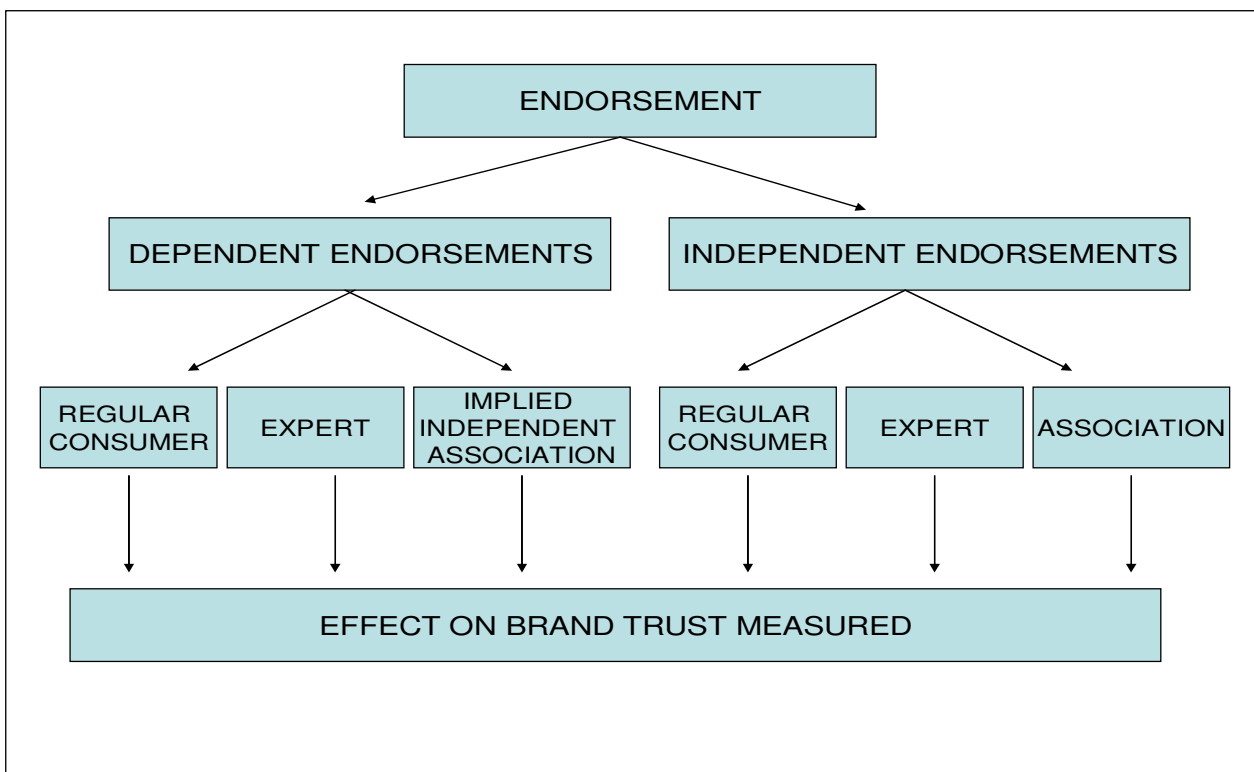 ENDORSEMENT
DEPENDENT ENDORSEMENTS
INDEPENDENT ENDORSEMENTS
REGULAR
CONSUMER
EXPERT
IMPLIED
INDEPENDENT
ASSOCIATION
REGULAR
CONSUMER
EXPERT
ASSOCIATION
EFFECT ON BRAND TRUST MEASURED